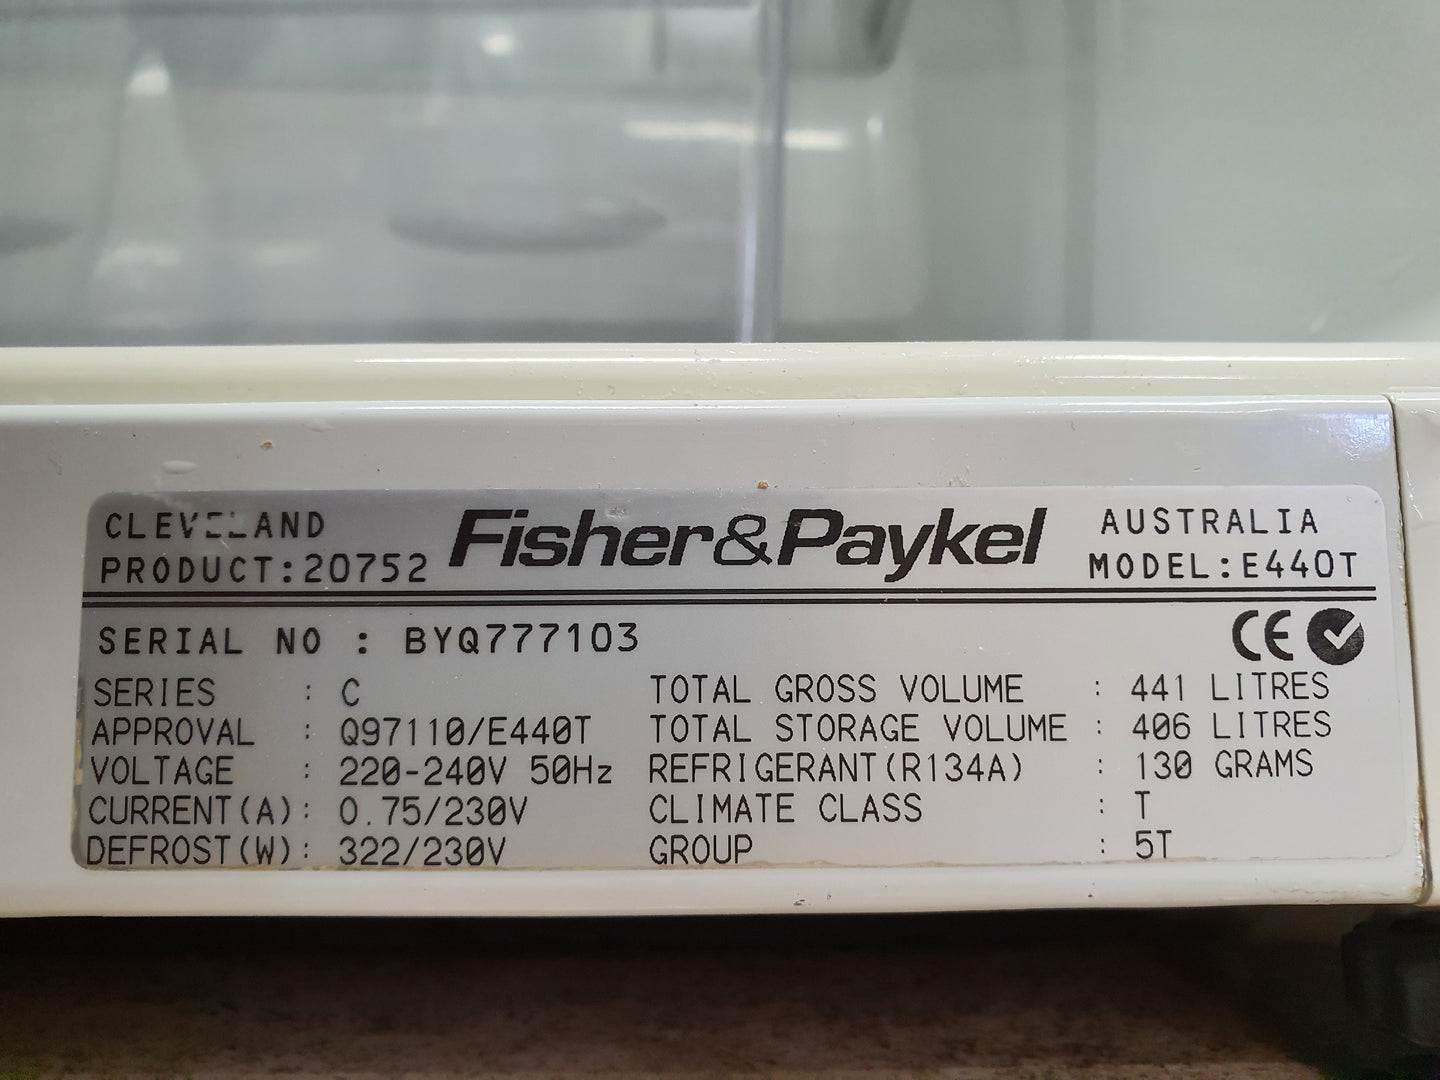 CLEVELAND Fisher&Paykel AUSTRALIA
PRODUCT:20752 MODEL:E440T
SERIAL NO : BYQ777103 CE
SERIES : C TOTAL GROSS VOLUME : 441 LITRES
APPROVAL : Q97110/E440T TOTAL STORAGE VOLUME : 406 LITRES
VOLTAGE : 220-240V 50Hz REFRIGERANT(R134A) : 130 GRAMS
CURRENT(A): 0.75/230V CLIMATE CLASS : T
DEFROST(W): 322/230V GROUP : 5T